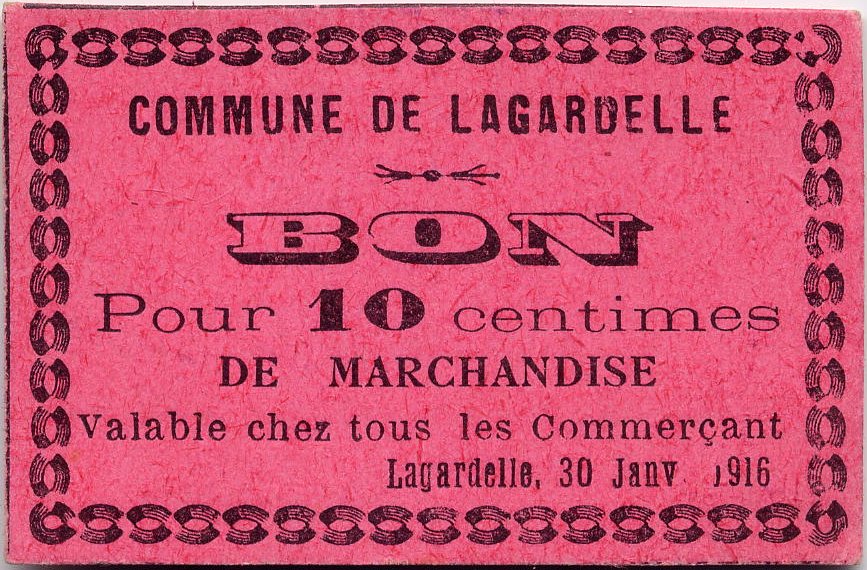 COMMUNE DE LAGARDELLE
BON
Pour 10 centimes
DE MARCHANDISE
Valable chez tous les Commerçant
Lagardelle, 30 Janv 1916